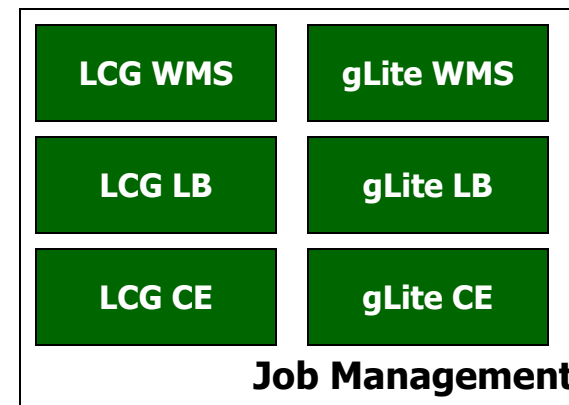 LCG WMS gLite WMS
LCG LB gLite LB
LCG CE gLite CE
Job Management